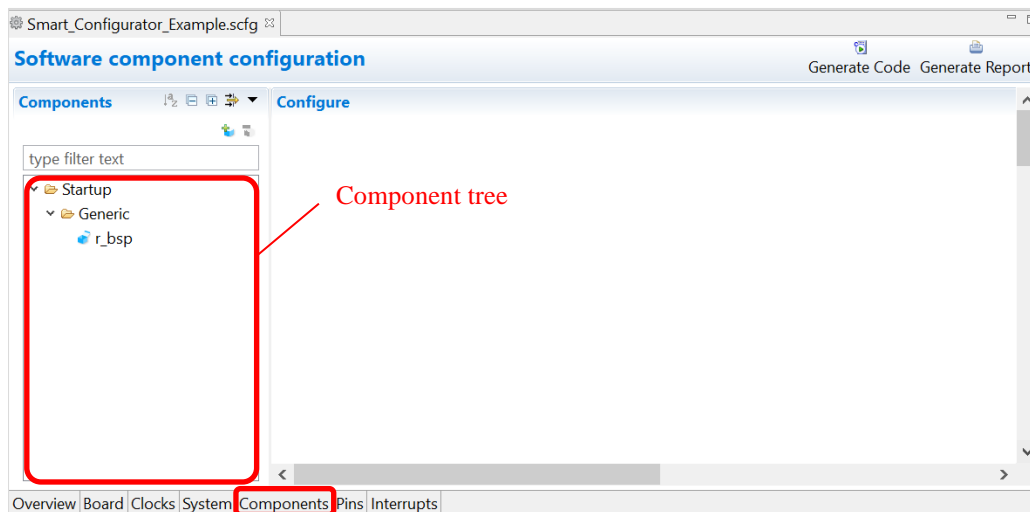 Smart_Configurator_Example.scfg
Software component configuration
Generate Code Generate Report
Components
Configure
type filter text
Startup
Component tree
Generic
r_bsp
Overview Board Clocks System Components Pins Interrupts